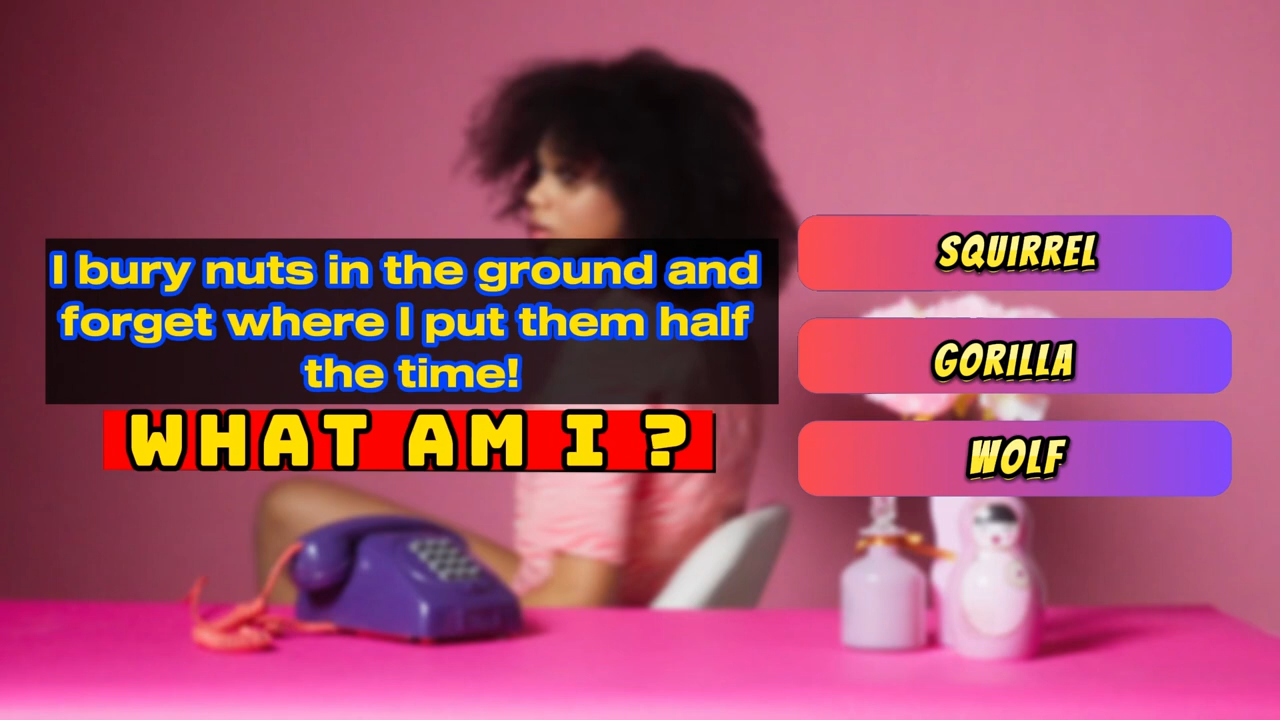 I bury nuts in the ground and
forget where I put them half
the time!
WHAT AM I ?
SQUIRREL
GORILLA
WOLF